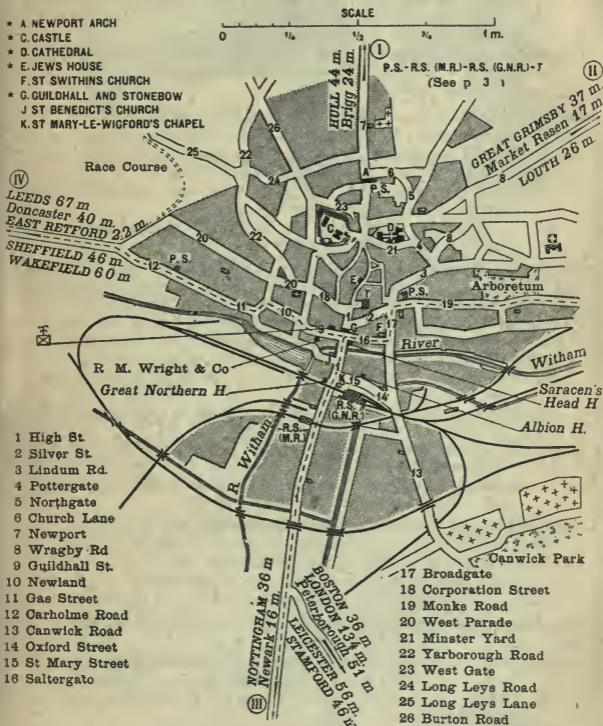 SCALE
0 1/8 1/4 1/2 3/4 1 m.
* A NEWPORT ARCH
* C. CASTLE
* D. CATHEDRAL
* E. JEWS HOUSE
F. ST SWITHINS CHURCH
* G. GUILDHALL AND STONEBOW
J ST BENEDICT'S CHURCH
K. ST MARY-LE-WIGFORD'S CHAPEL
I
HULL 44 m.
Brigg 24 m.
P.S.-R.S. (M.R.)-R.S. (G.N.R.)-T
(See p 3 )
II
GREAT GRIMSBY 37 m.
Market Rasen 17 m.
LOUTH 26 m.
Race Course
IV
LEEDS 67 m
Doncaster 40 m.
EAST RETFORD 23 m.
SHEFFIELD 46 m.
WAKEFIELD 60 m
P.S.
P.S.
P.S.
Arboretum
R M. Wright & Co
Great Northern H.
River
Witham
Saracen's
Head H
Albion H.
R.S.
(G.N.R.)
R.S.
(M.R.)
R. Witham
Canwick Park
1 High St.
2 Silver St.
3 Lindum Rd.
4 Pottergate
5 Northgate
6 Church Lane
7 Newport
8 Wragby Rd
9 Guildhall St.
10 Newland
11 Gas Street
12 Carholme Road
13 Canwick Road
14 Oxford Street
15 St Mary Street
16 Saltergato
NOTTINGHAM 36 m
Newark 16 m.
III
BOSTON 36 m
LONDON 134 m.
Peterborough 51 m
LEICESTER 56 m.
STAMFORD 46 m
17 Broadgate
18 Corporation Street
19 Monke Road
20 West Parade
21 Minster Yard
22 Yarborough Road
23 West Gate
24 Long Leys Road
25 Long Leys Lane
26 Burton Road